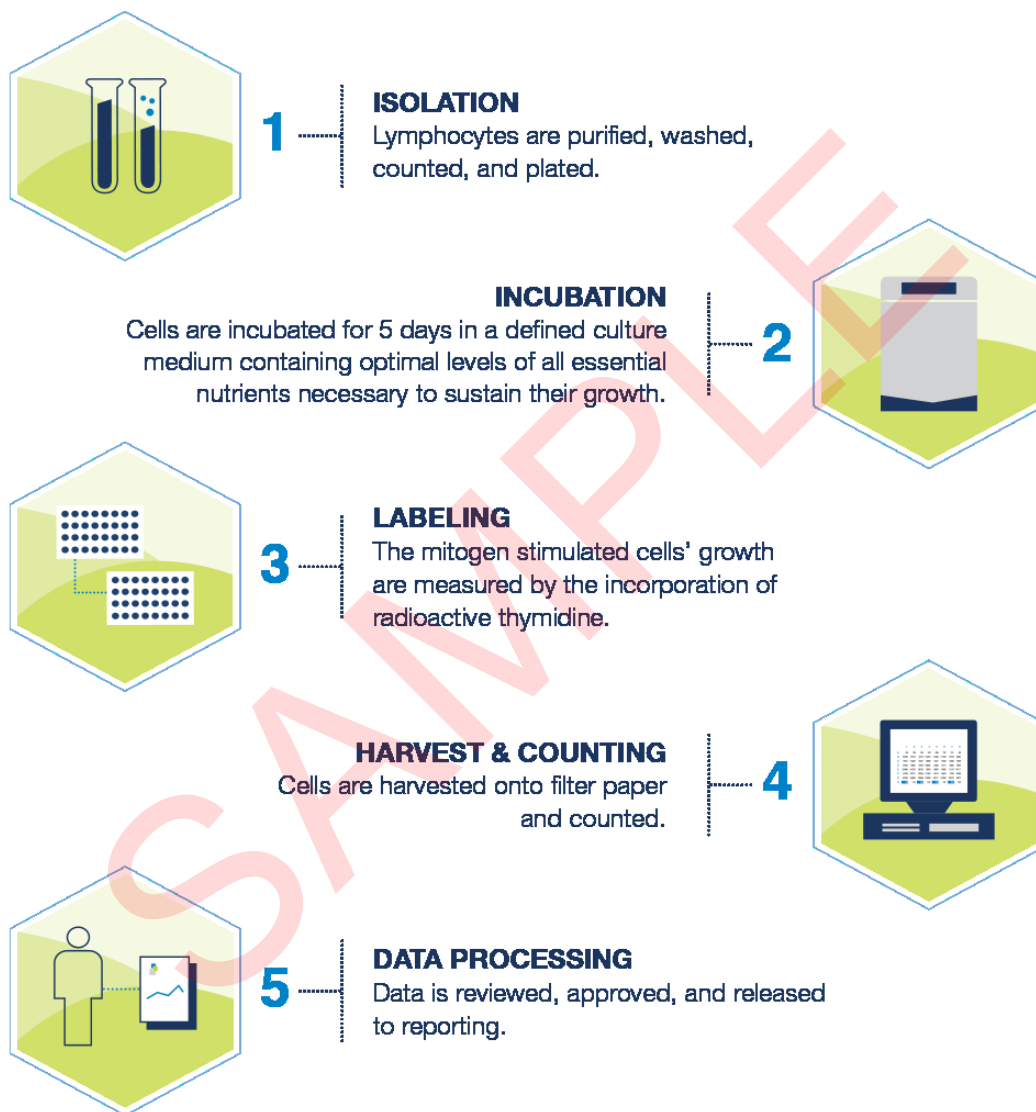 1
ISOLATION
Lymphocytes are purified, washed,
counted, and plated.
INCUBATION
Cells are incubated for 5 days in a defined culture
medium containing optimal levels of all essential
nutrients necessary to sustain their growth.
2
3
LABELING
The mitogen stimulated cells’ growth
are measured by the incorporation of
radioactive thymidine.
HARVEST & COUNTING
Cells are harvested onto filter paper
and counted.
4
5
DATA PROCESSING
Data is reviewed, approved, and released
to reporting.
SAMPLE